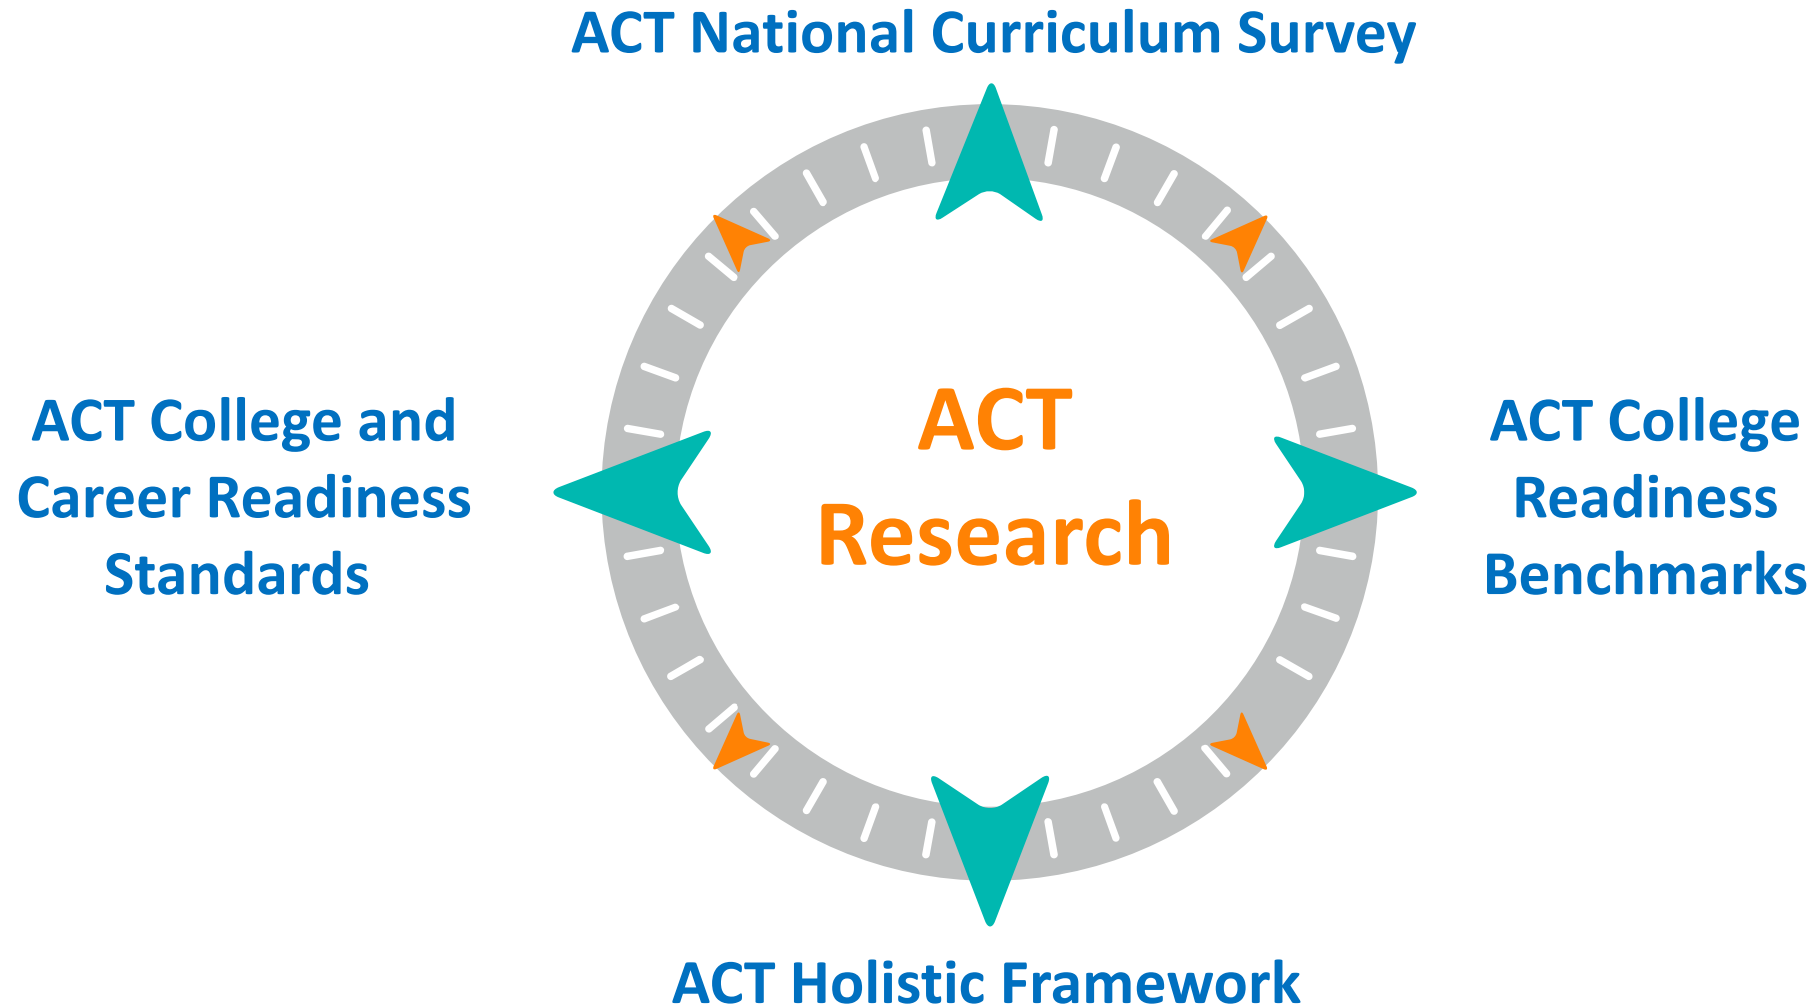 ACT National Curriculum Survey
ACT College and
Career Readiness
Standards
ACT
Research
ACT College
Readiness
Benchmarks
ACT Holistic Framework